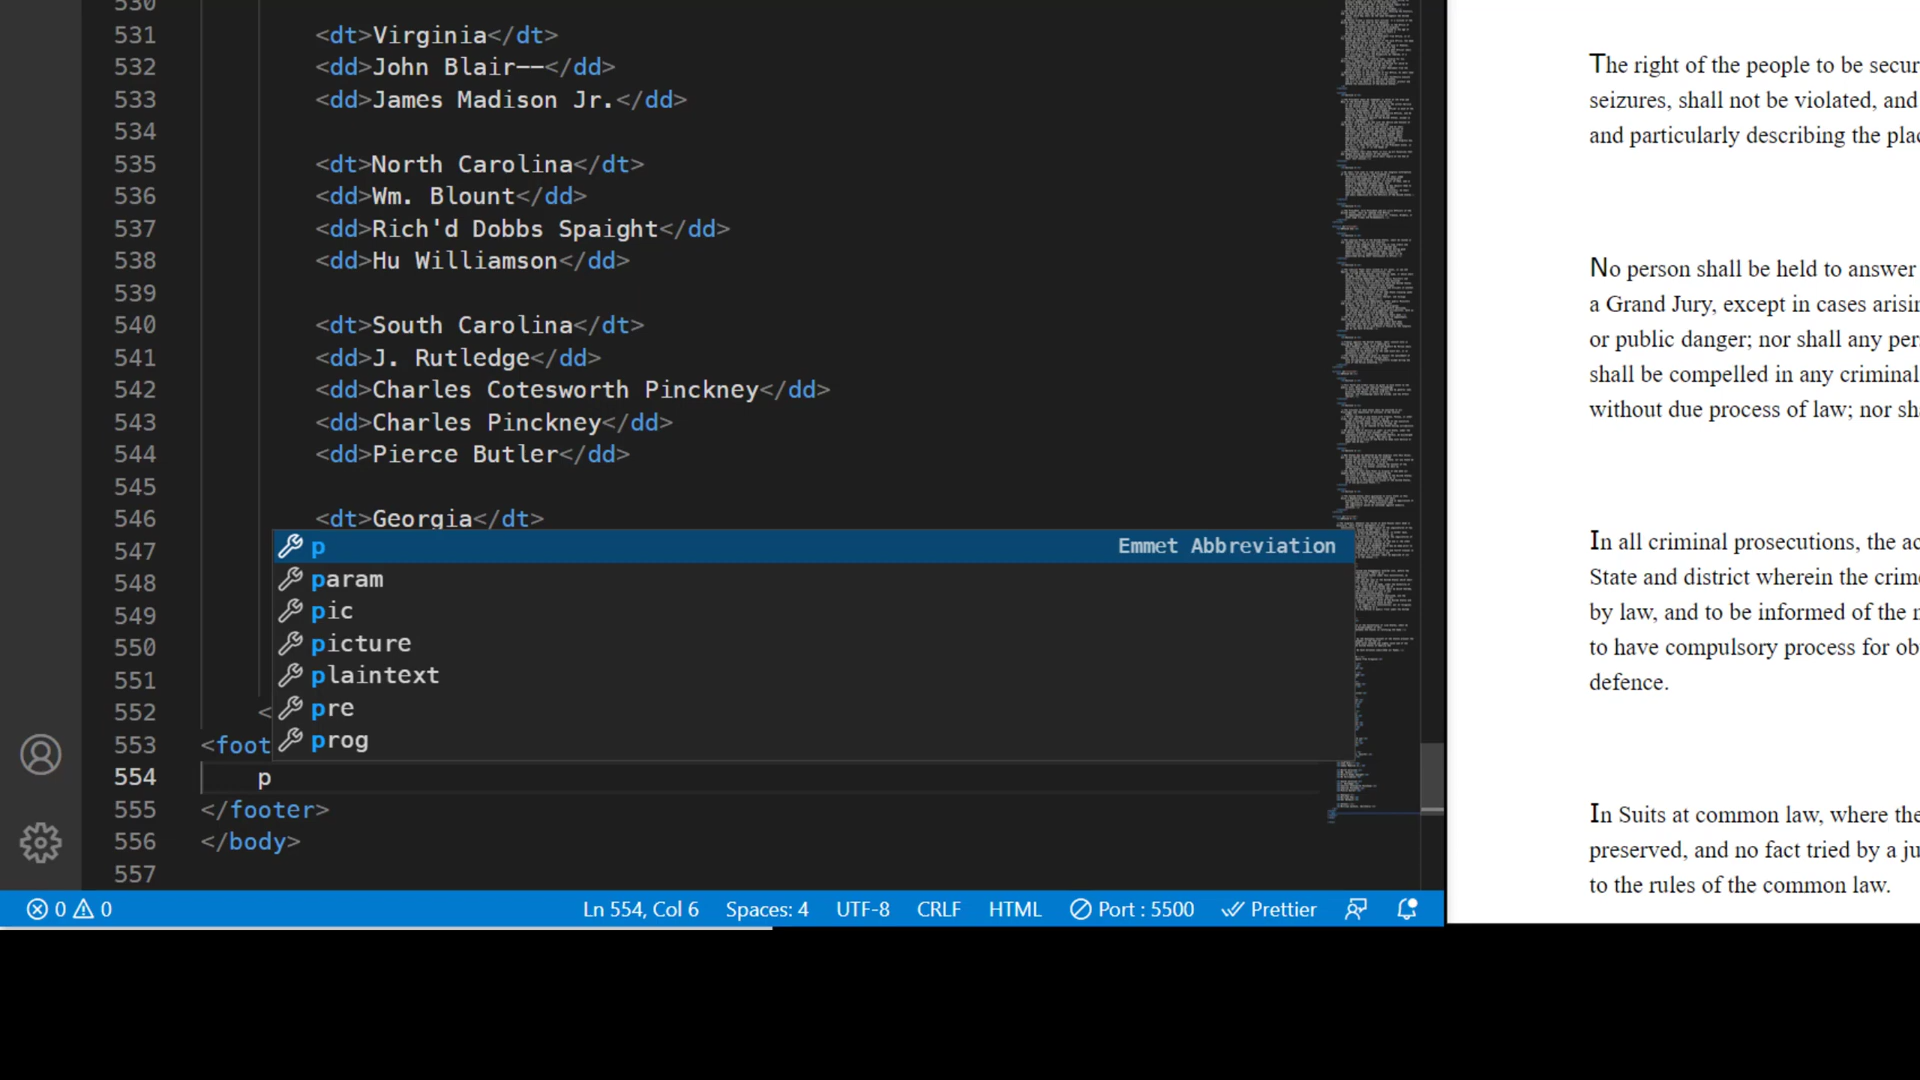 530
531 <dt>Virginia</dt>
532 <dd>John Blair--</dd>
533 <dd>James Madison Jr.</dd>
534
535 <dt>North Carolina</dt>
536 <dd>Wm. Blount</dd>
537 <dd>Rich'd Dobbs Spaight</dd>
538 <dd>Hu Williamson</dd>
539
540 <dt>South Carolina</dt>
541 <dd>J. Rutledge</dd>
542 <dd>Charles Cotesworth Pinckney</dd>
543 <dd>Charles Pinckney</dd>
544 <dd>Pierce Butler</dd>
545
546 <dt>Georgia</dt>
547
548
549
550
551
552 <
553 <foot
554 p
555 </footer>
556 </body>
557
p Emmet Abbreviation
param
pic
picture
plaintext
pre
prog
0 0 Ln 554, Col 6 Spaces: 4 UTF-8 CRLF HTML Port : 5500 Prettier
The right of the people to be secur
seizures, shall not be violated, and
and particularly describing the plac
No person shall be held to answer
a Grand Jury, except in cases arisin
or public danger; nor shall any pers
shall be compelled in any criminal
without due process of law; nor sha
In all criminal prosecutions, the ac
State and district wherein the crime
by law, and to be informed of the n
to have compulsory process for ob
defence.
In Suits at common law, where the
preserved, and no fact tried by a ju
to the rules of the common law.